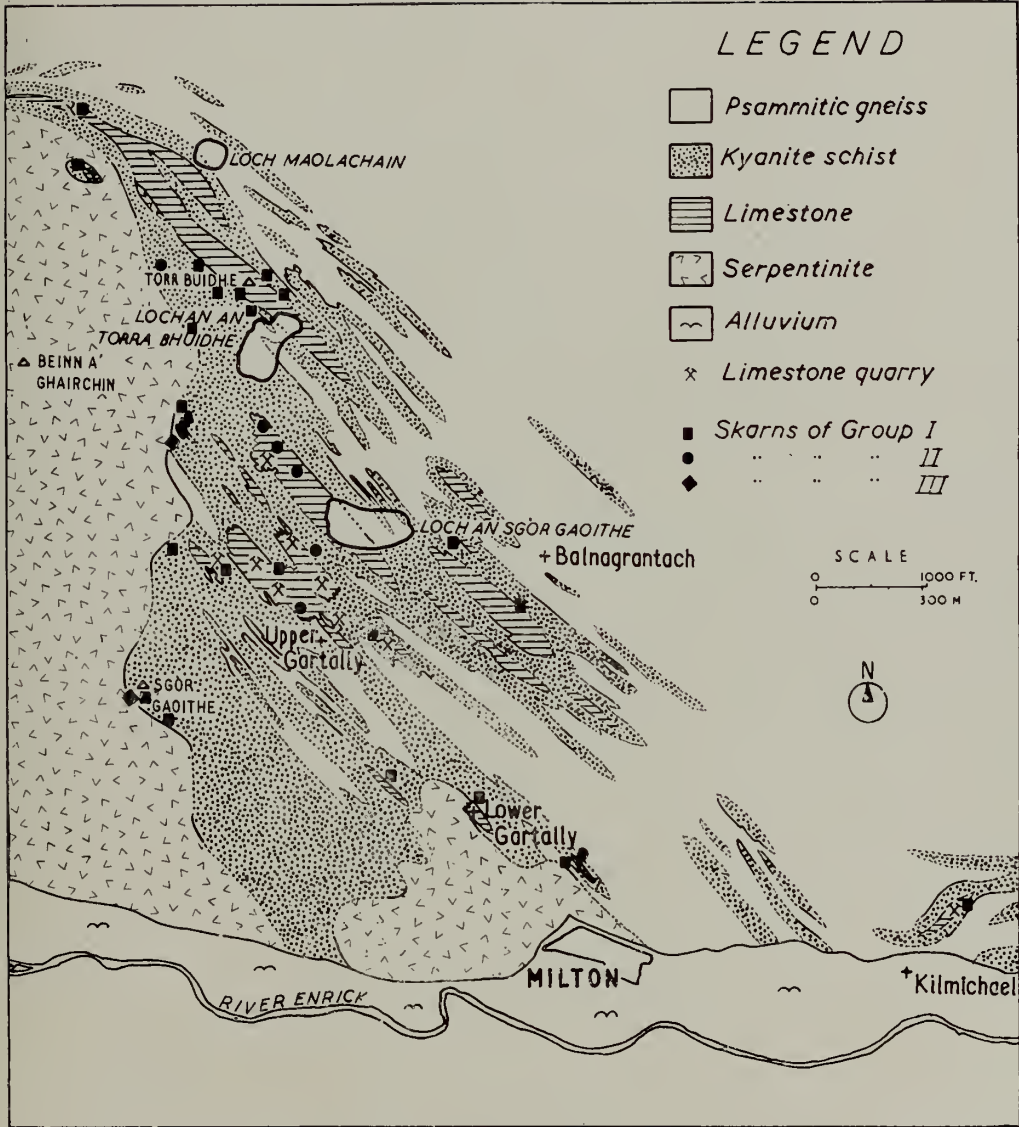 LEGEND
Psammitic gneiss
Kyanite schist
Limestone
Serpentinite
Alluvium
Limestone quarry
Skarns of Group I
" " " II
" " " III
SCALE
0 1000 FT.
0 300 M
N
LOCH MAOLACHAIN
TORR BUIDHE
LOCHAN AN
TORRA BHUIDHE
BEINN A'
GHAIRCHIN
LOCH AN SGOR GAOITHE
Balnagrantach
Upper
Gartally
SGOR
GAOITHE
Lower
Gartally
MILTON
Kilmichael
RIVER ENRICK